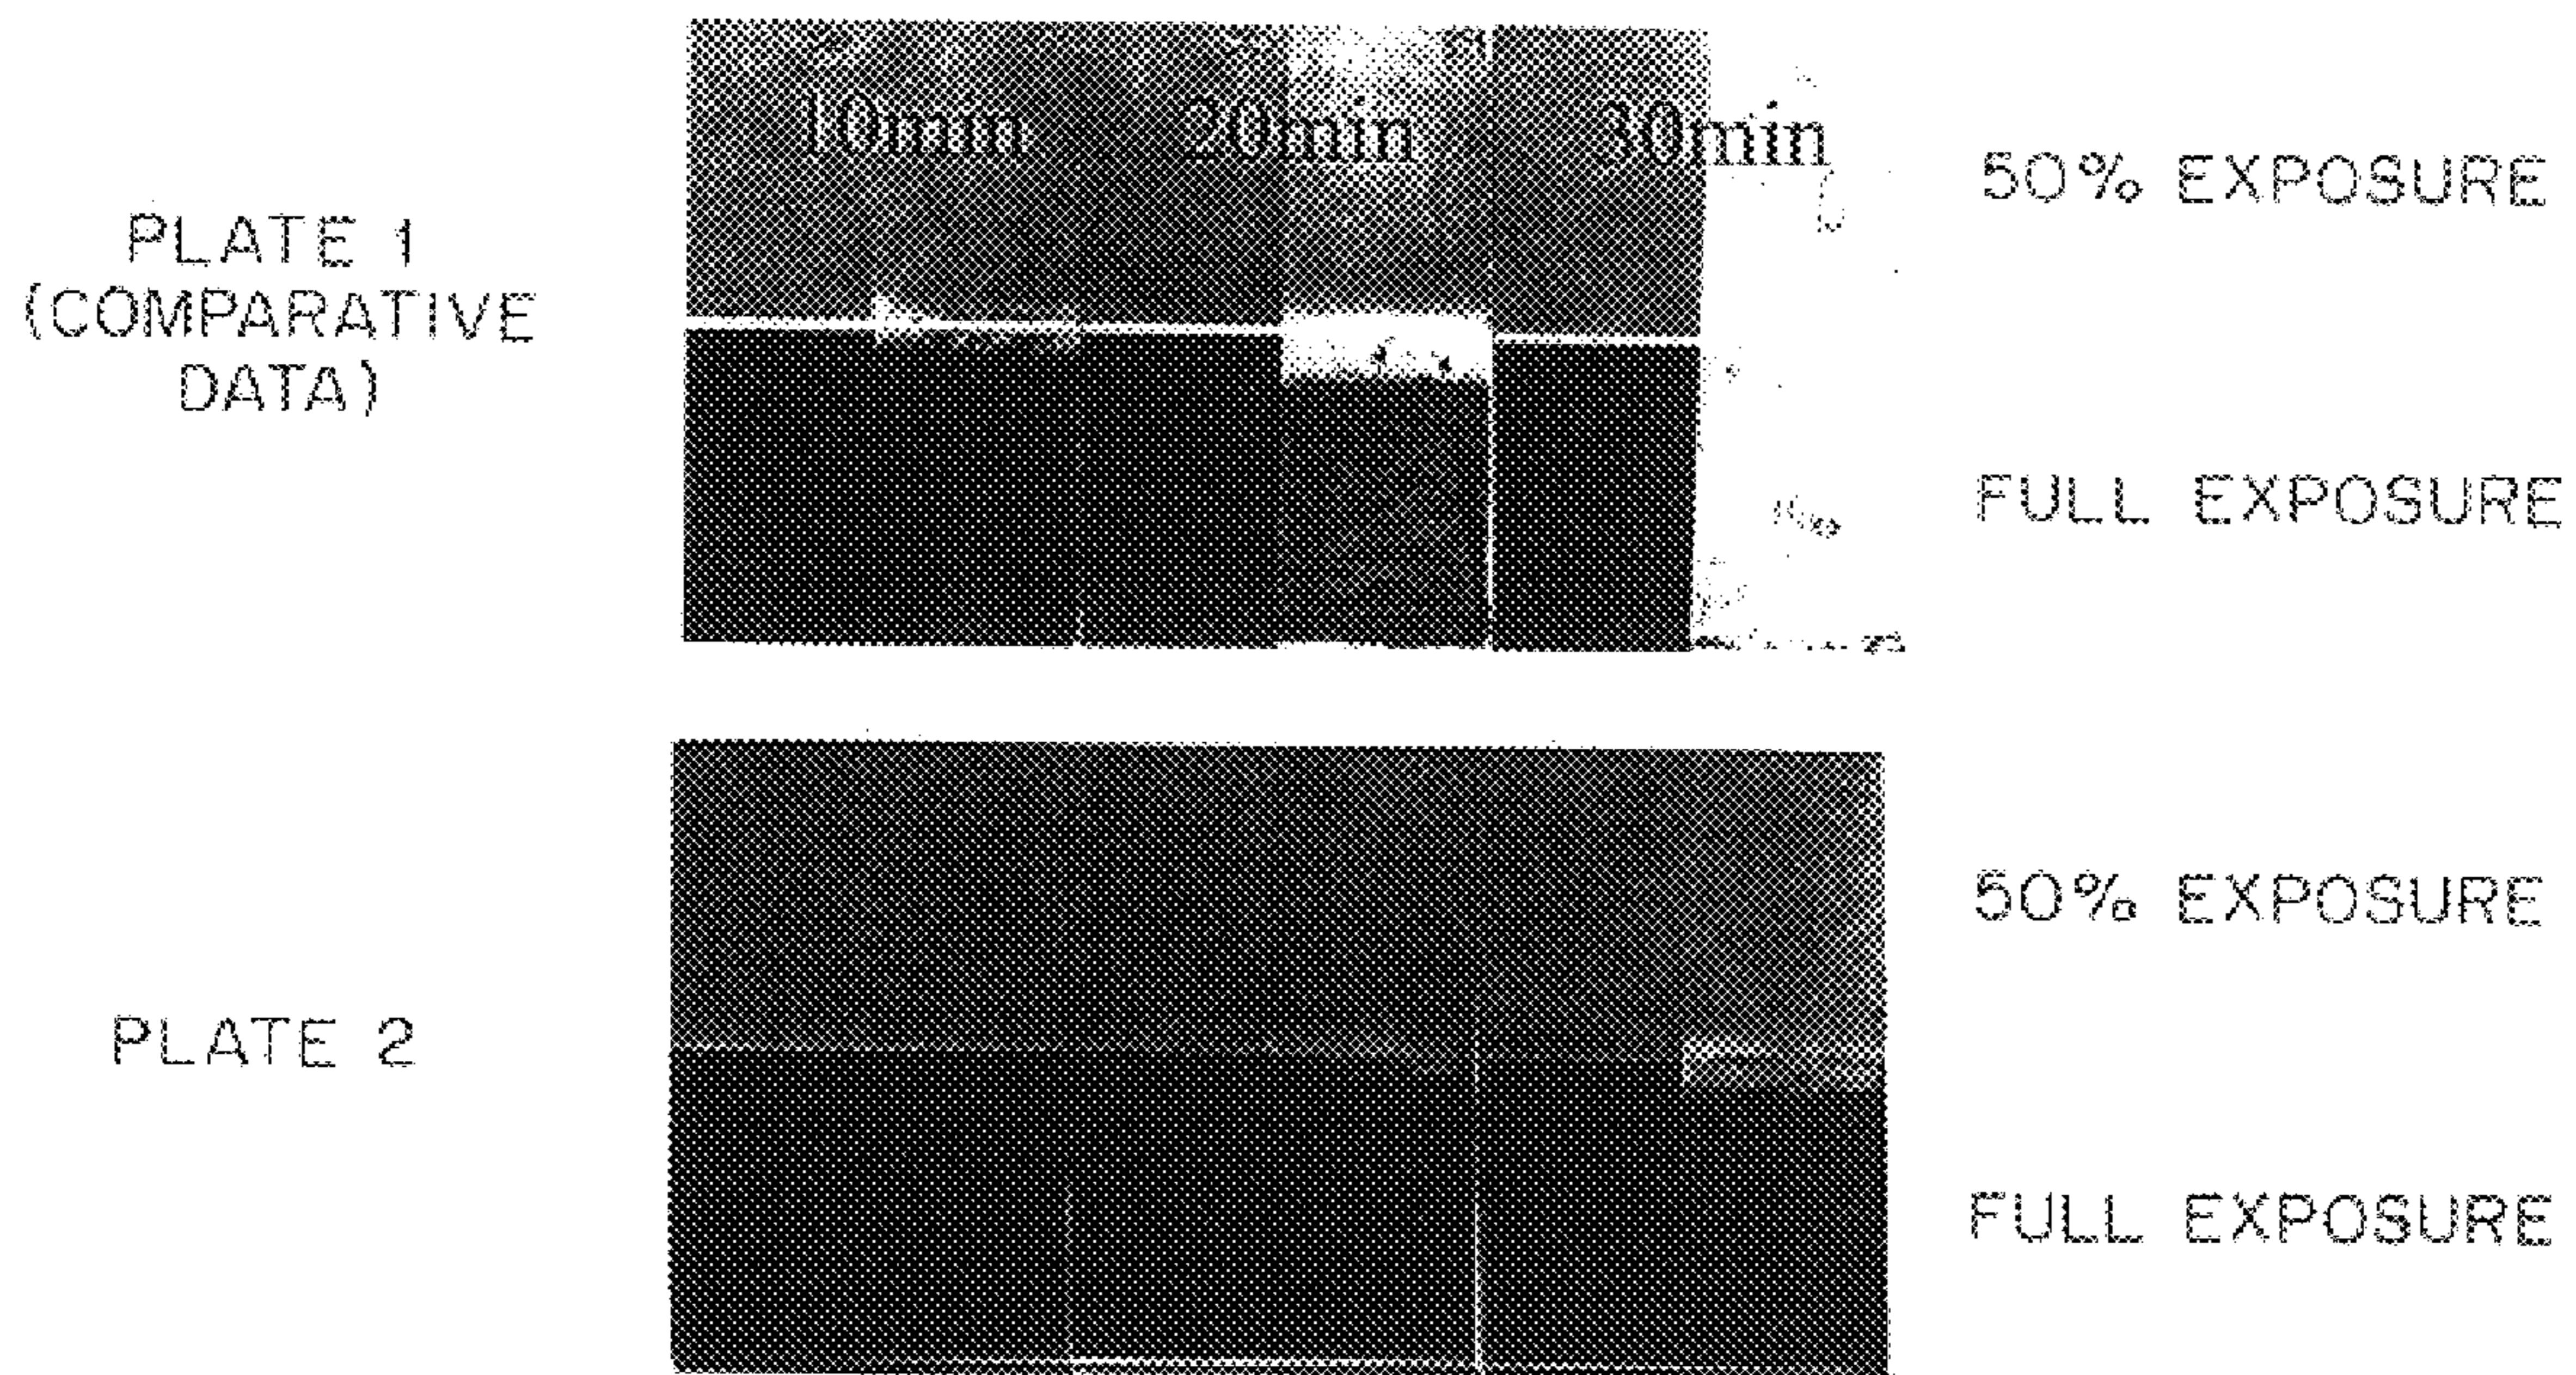 10min 20min 30min
50% EXPOSURE
PLATE 1
(COMPARATIVE
DATA)
FULL EXPOSURE
50% EXPOSURE
PLATE 2
FULL EXPOSURE